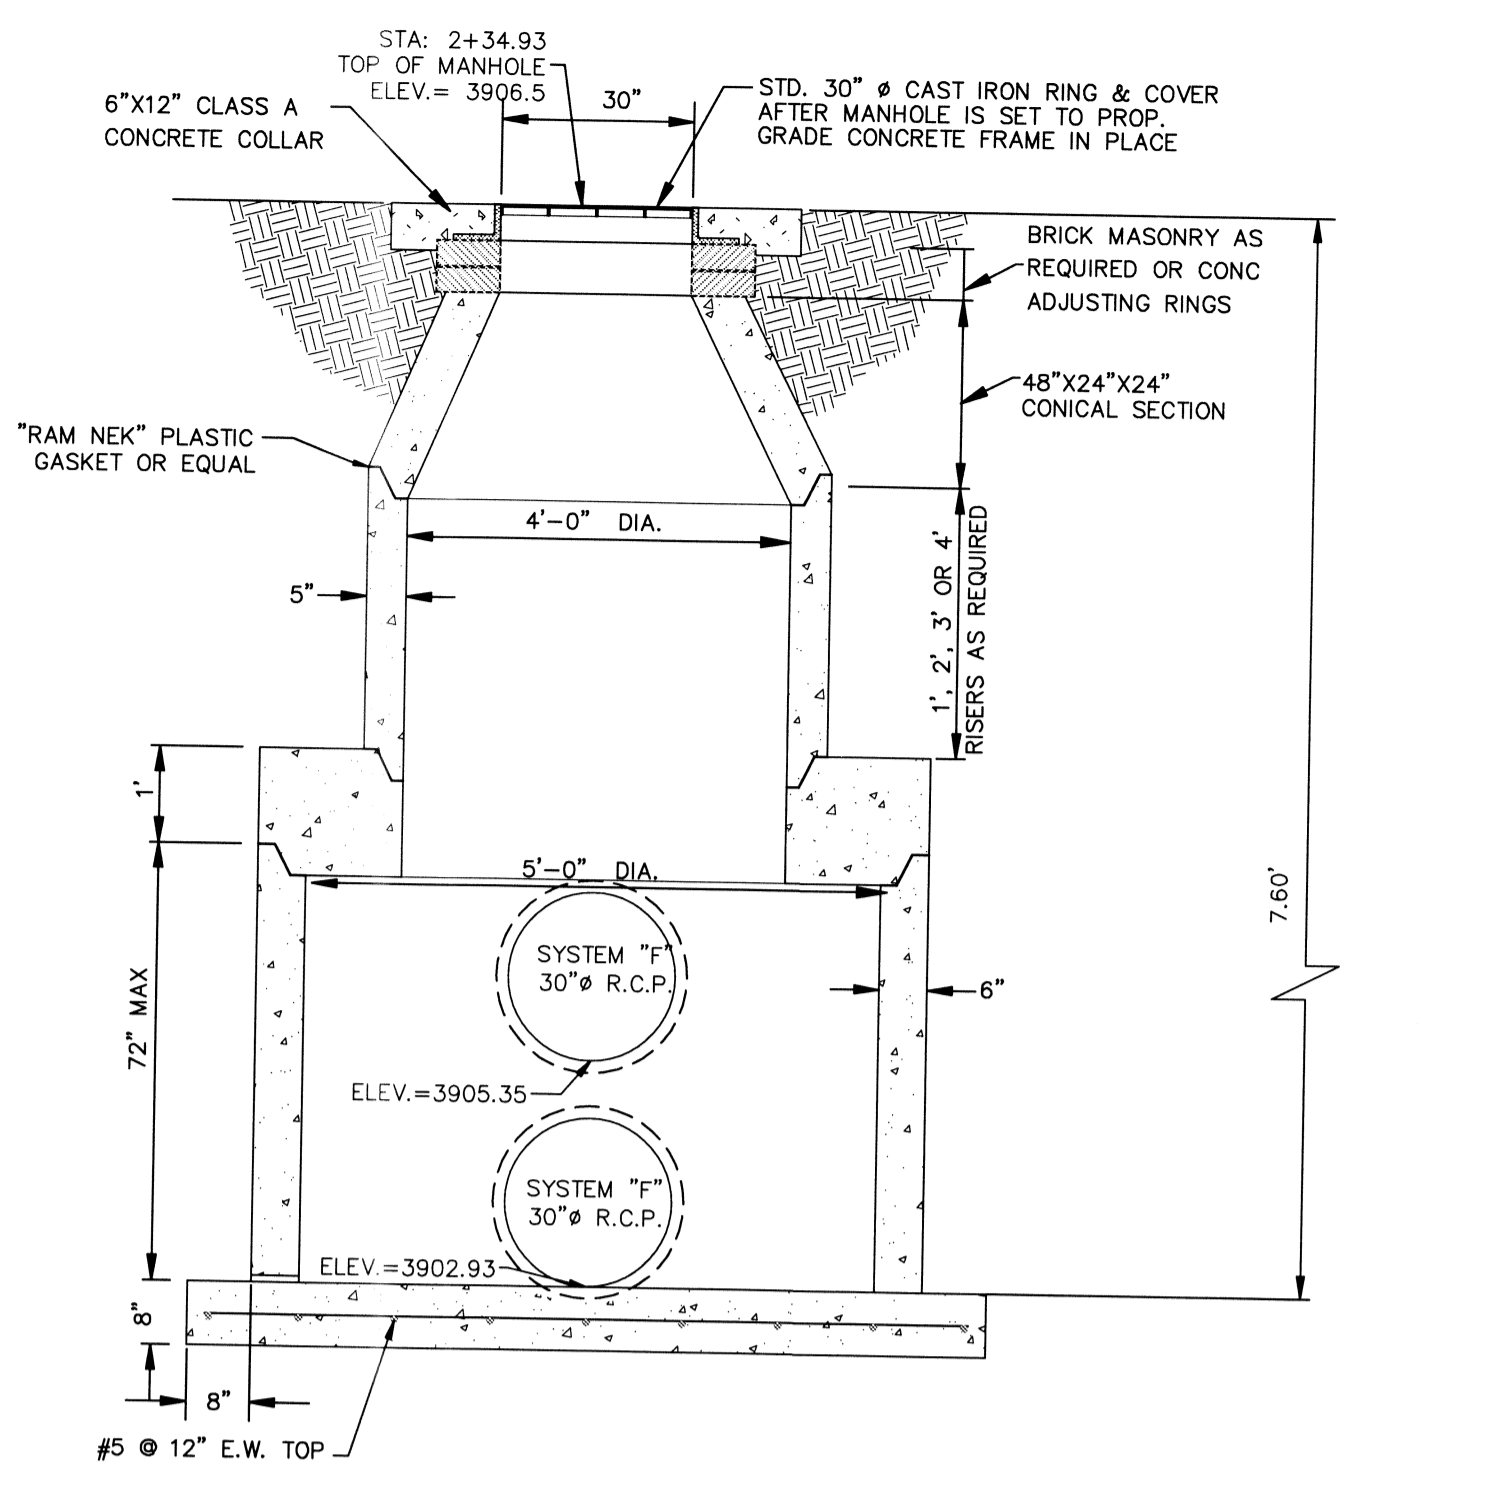 STA: 2+34.93
TOP OF MANHOLE
ELEV.= 3906.5
6"X12" CLASS A
CONCRETE COLLAR
30"
STD. 30" ø CAST IRON RING & COVER
AFTER MANHOLE IS SET TO PROP.
GRADE CONCRETE FRAME IN PLACE
BRICK MASONRY AS
REQUIRED OR CONC
ADJUSTING RINGS
48"X24"X24"
CONICAL SECTION
"RAM NEK" PLASTIC
GASKET OR EQUAL
4'-0" DIA.
5"
1', 2', 3' OR 4'
RISERS AS REQUIRED
1'
5'-0" DIA.
7.60'
SYSTEM "F"
30"ø R.C.P.
6"
72" MAX
ELEV.=3905.35
SYSTEM "F"
30"ø R.C.P.
ELEV.=3902.93
8"
8"
#5 @ 12" E.W. TOP